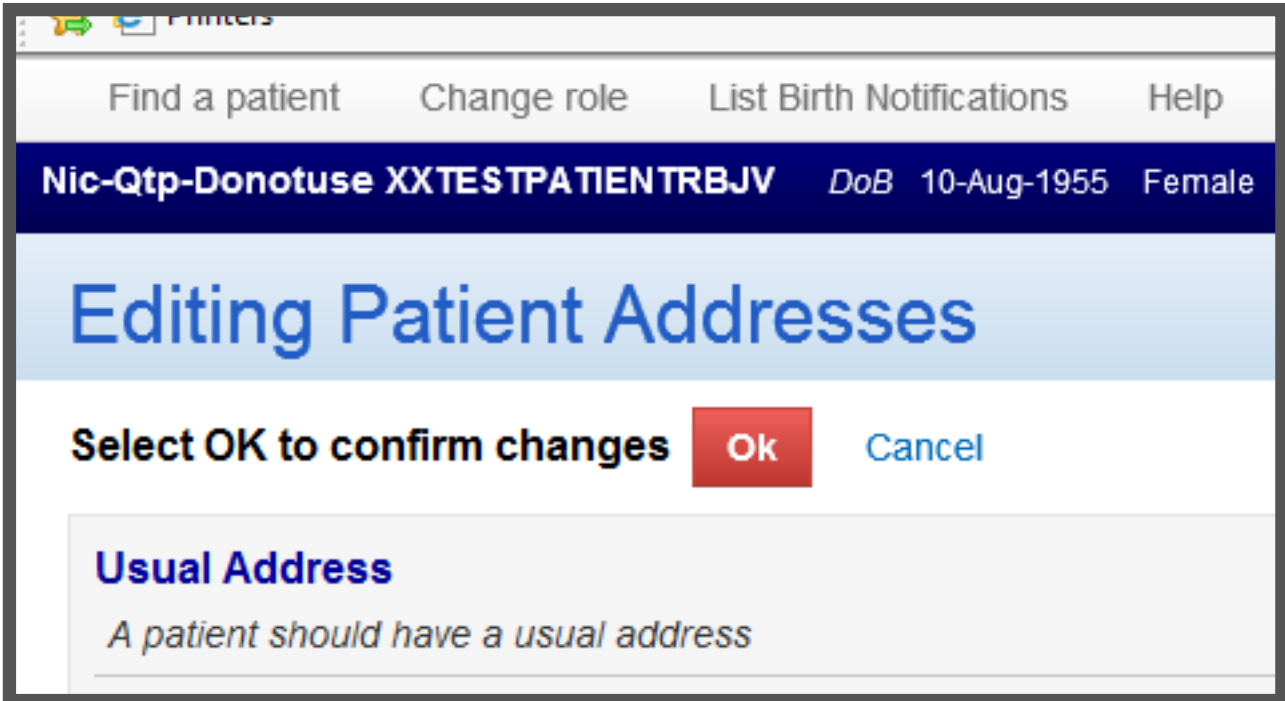 Printers
Find a patient Change role List Birth Notifications Help
Nic-Qtp-Donotuse XXTESTPATIENTRBJV DoB 10-Aug-1955 Female
Editing Patient Addresses
Select OK to confirm changes Ok Cancel
Usual Address
A patient should have a usual address